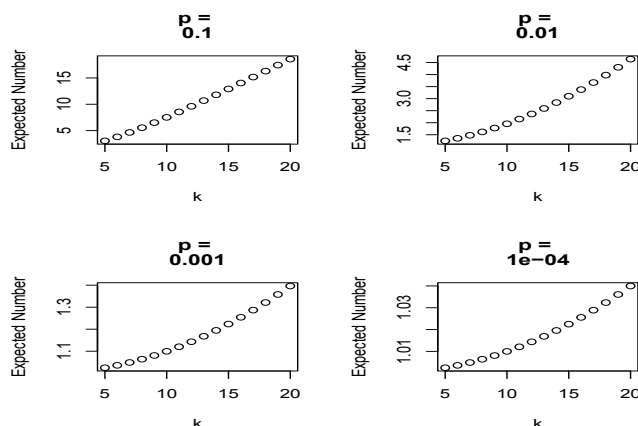 p =
0.1
Expected Number
5 10 15
5 10 15 20
k
p =
0.01
Expected Number
1.5 3.0 4.5
5 10 15 20
k
p =
0.001
Expected Number
1.1 1.3
5 10 15 20
k
p =
1e−04
Expected Number
1.01 1.03
5 10 15 20
k